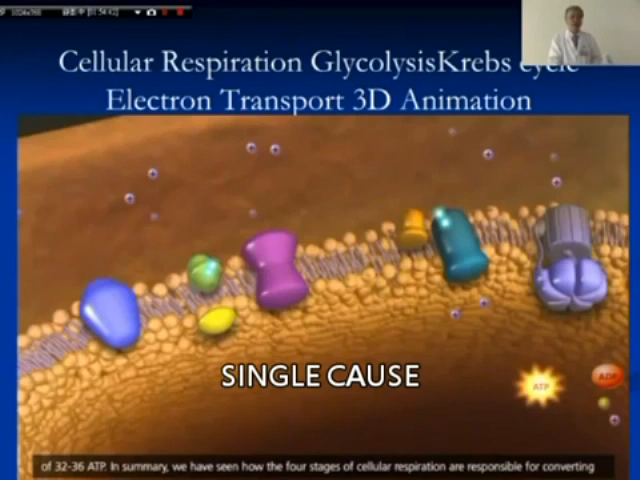 Cellular Respiration GlycolysisKrebs cycle
Electron Transport 3D Animation
SINGLE CAUSE
ATP
ADP
of 32-36 ATP. In summary, we have seen how the four stages of cellular respiration are responsible for converting